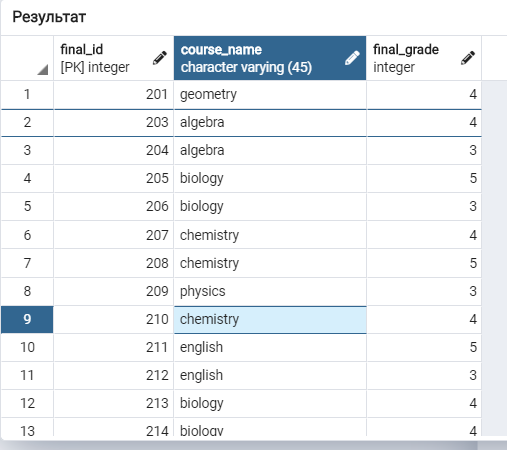 Результат
final_id course_name final_grade
[PK] integer character varying (45) integer
1 201 geometry 4
2 203 algebra 4
3 204 algebra 3
4 205 biology 5
5 206 biology 3
6 207 chemistry 4
7 208 chemistry 5
8 209 physics 3
9 210 chemistry 4
10 211 english 5
11 212 english 3
12 213 biology 4
13 214 biology 4